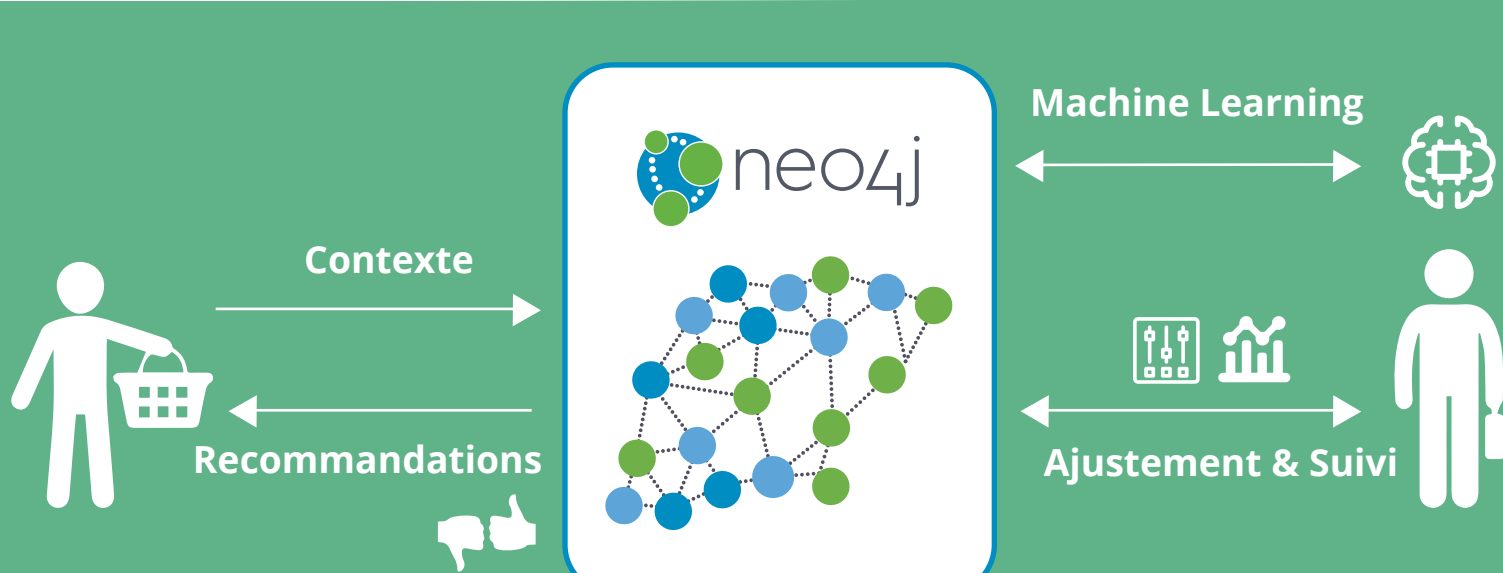 Machine Learning
neo4j
Contexte
Recommandations
Ajustement & Suivi